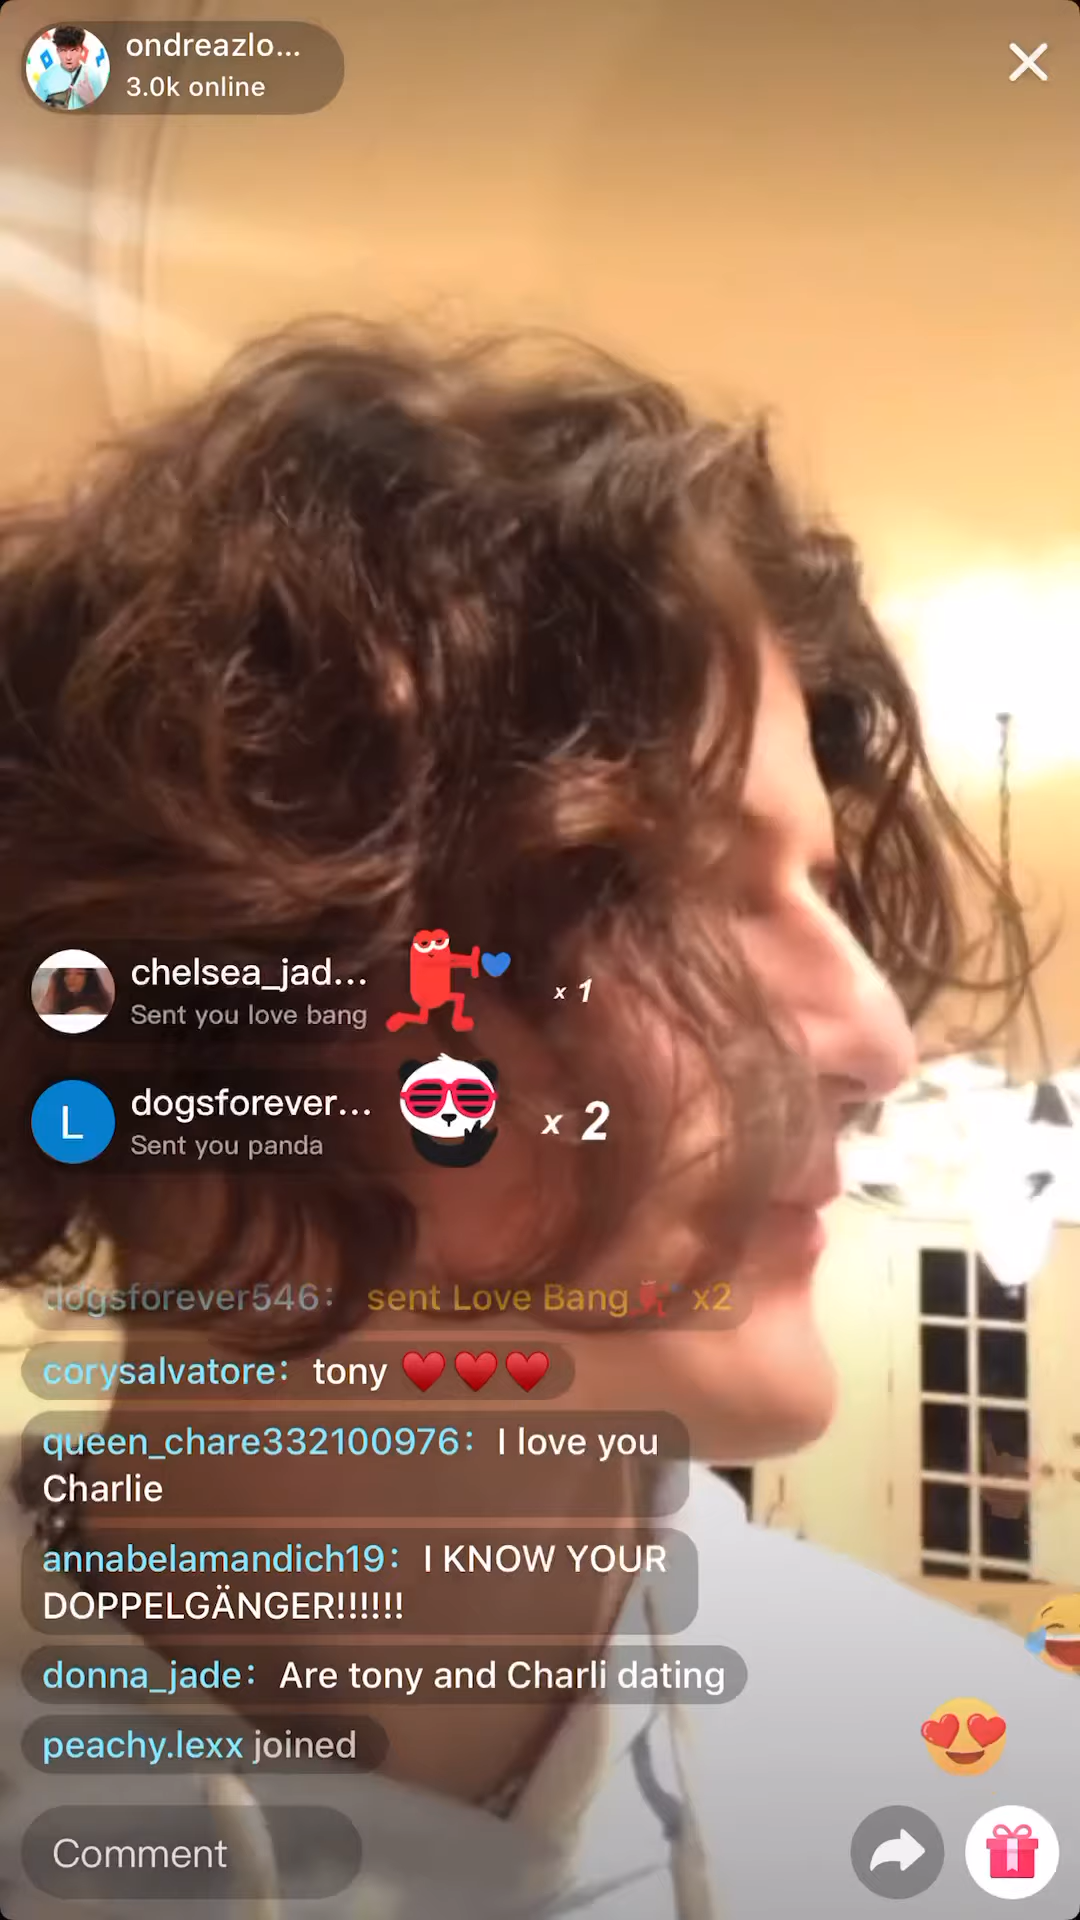 ondreazlo...
3.0k online
chelsea_jad...
Sent you love bang
x 1
L
dogsforever...
Sent you panda
x 2
dogsforever546: sent Love Bang x2
corysalvatore: tony ❤️❤️❤️
queen_chare332100976: I love you
Charlie
annabelamandich19: I KNOW YOUR
DOPPELGÄNGER!!!!!!
donna_jade: Are tony and Charli dating
peachy.lexx joined
Comment